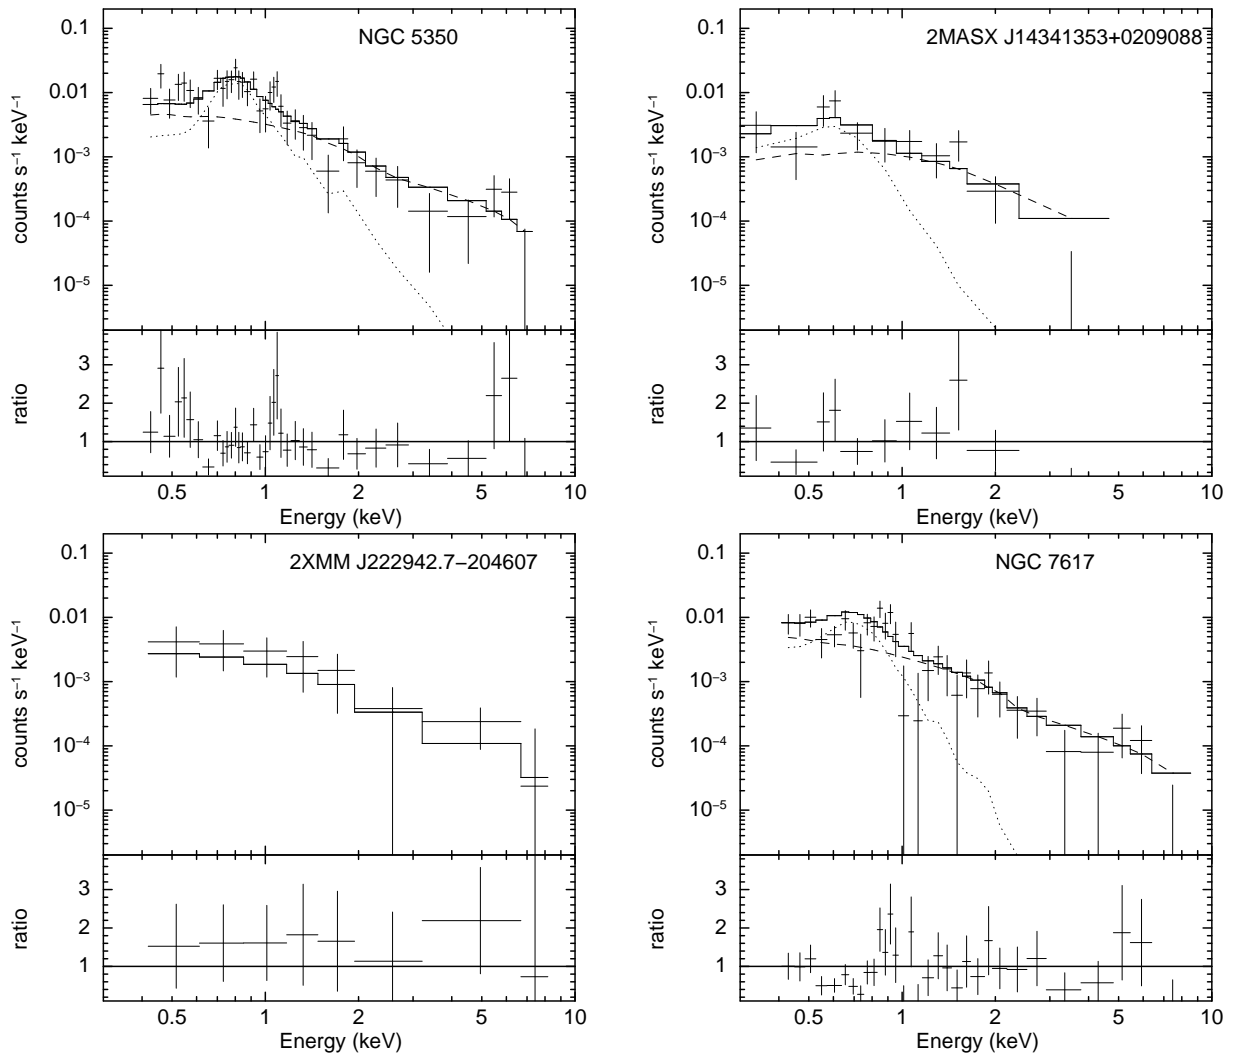 NGC 5350
0.1
0.01
10⁻³
10⁻⁴
10⁻⁵
counts s⁻¹ keV⁻¹
3
2
1
ratio
0.5 1 2 5 10
Energy (keV)
2MASX J14341353+0209088
0.1
0.01
10⁻³
10⁻⁴
10⁻⁵
counts s⁻¹ keV⁻¹
3
2
1
ratio
0.5 1 2 5 10
Energy (keV)
2XMM J222942.7−204607
0.1
0.01
10⁻³
10⁻⁴
10⁻⁵
counts s⁻¹ keV⁻¹
3
2
1
ratio
0.5 1 2 5 10
Energy (keV)
NGC 7617
0.1
0.01
10⁻³
10⁻⁴
10⁻⁵
counts s⁻¹ keV⁻¹
3
2
1
ratio
0.5 1 2 5 10
Energy (keV)